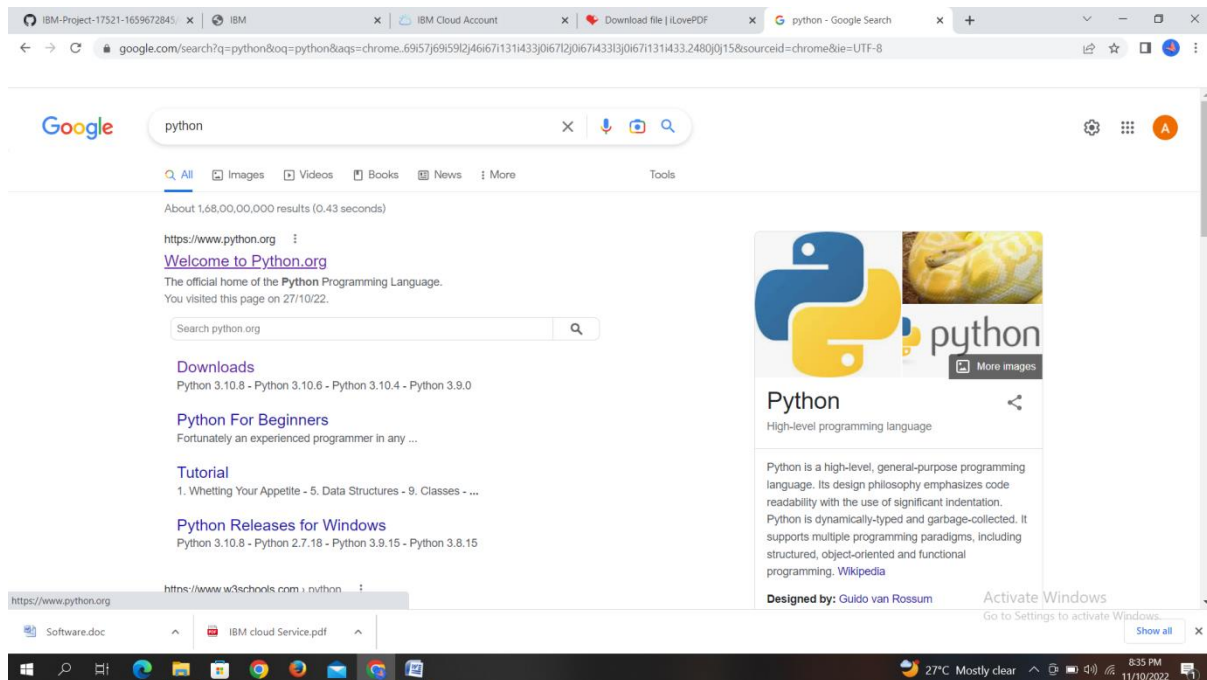 IBM-Project-17521-1659672845/
IBM
IBM Cloud Account
Download file | iLovePDF
python - Google Search
google.com/search?q=python&oq=python&aqs=chrome..69i57j69i59l2j46i67i131i433j0i67l2j0i67i433l3j0i67i131i433.2480j0j15&sourceid=chrome&ie=UTF-8
Google
python
A
All Images Videos Books News More Tools
About 1,68,00,00,000 results (0.43 seconds)
https://www.python.org
Welcome to Python.org
The official home of the Python Programming Language.
You visited this page on 27/10/22.
Search python.org
Downloads
Python 3.10.8 - Python 3.10.6 - Python 3.10.4 - Python 3.9.0
Python For Beginners
Fortunately an experienced programmer in any ...
Tutorial
1. Whetting Your Appetite - 5. Data Structures - 9. Classes - ...
Python Releases for Windows
Python 3.10.8 - Python 2.7.18 - Python 3.9.15 - Python 3.8.15
https://www.w3schools.com › python
python
More images
Python
High-level programming language
Python is a high-level, general-purpose programming
language. Its design philosophy emphasizes code
readability with the use of significant indentation.
Python is dynamically-typed and garbage-collected. It
supports multiple programming paradigms, including
structured, object-oriented and functional
programming. Wikipedia
Designed by: Guido van Rossum
Activate Windows
Go to Settings to activate Windows.
https://www.python.org
Software.doc
IBM cloud Service.pdf
Show all
27°C Mostly clear
8:35 PM
11/10/2022